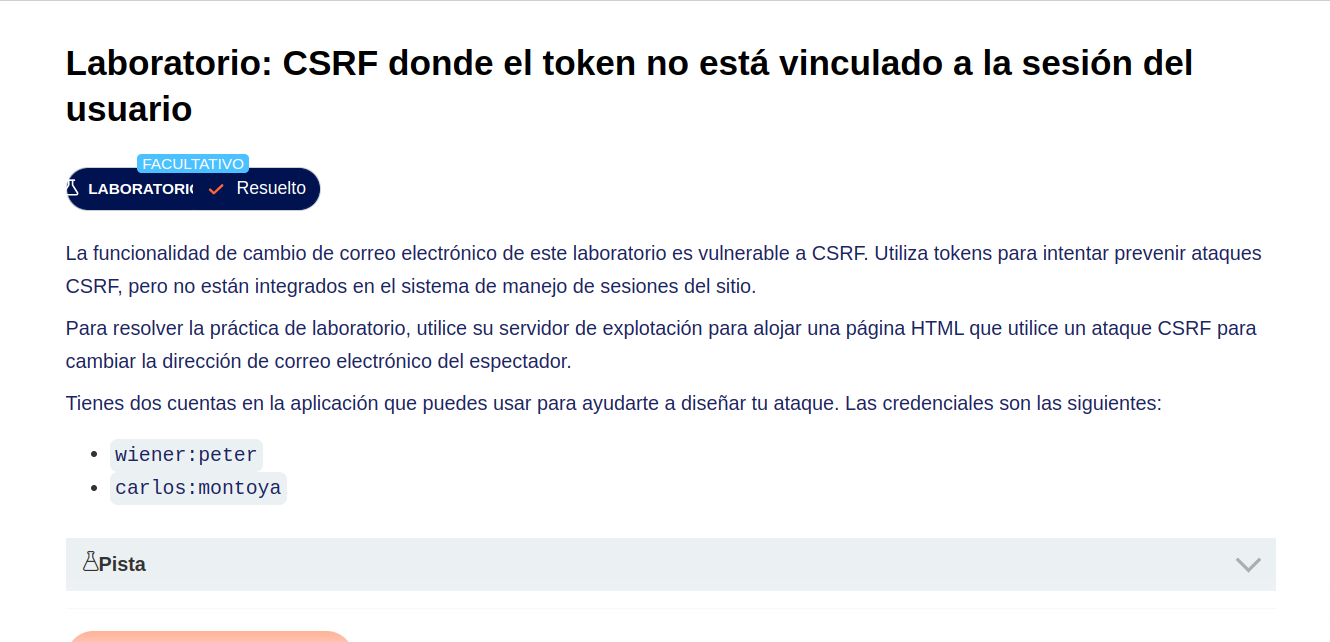 Laboratorio: CSRF donde el token no está vinculado a la sesión del
usuario
FACULTATIVO
LABORATORIO Resuelto
La funcionalidad de cambio de correo electrónico de este laboratorio es vulnerable a CSRF. Utiliza tokens para intentar prevenir ataques
CSRF, pero no están integrados en el sistema de manejo de sesiones del sitio.
Para resolver la práctica de laboratorio, utilice su servidor de explotación para alojar una página HTML que utilice un ataque CSRF para
cambiar la dirección de correo electrónico del espectador.
Tienes dos cuentas en la aplicación que puedes usar para ayudarte a diseñar tu ataque. Las credenciales son las siguientes:
wiener:peter
carlos:montoya
Pista